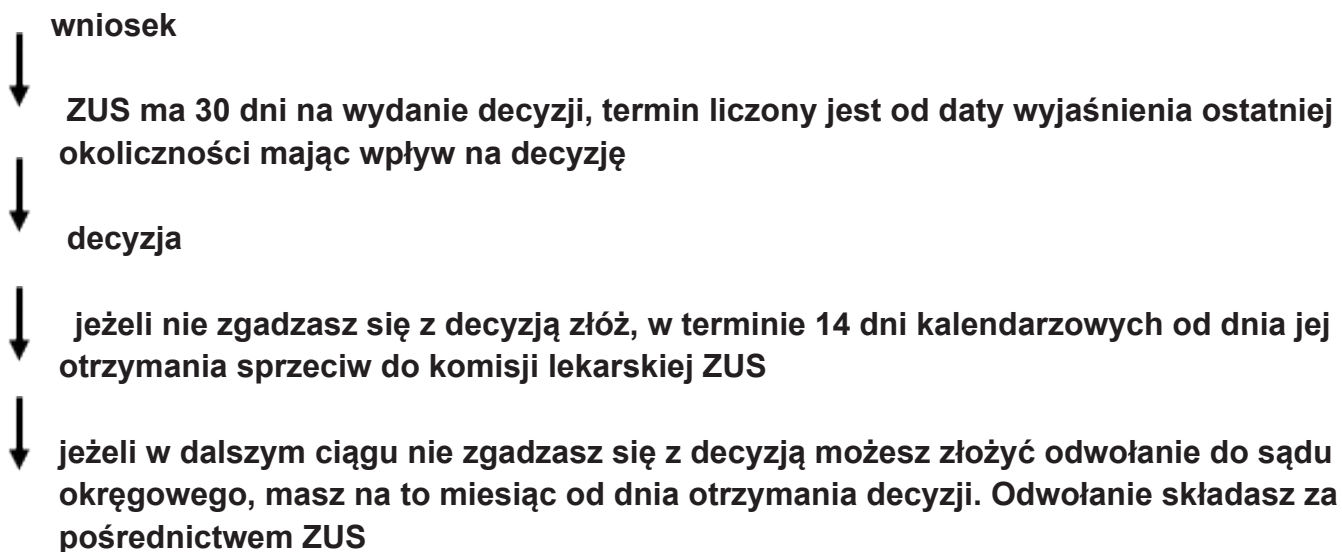 wniosek
ZUS ma 30 dni na wydanie decyzji, termin liczony jest od daty wyjaśnienia ostatniej
okoliczności mając wpływ na decyzję
decyzja
jeżeli nie zgadzasz się z decyzją złóż, w terminie 14 dni kalendarzowych od dnia jej
otrzymania sprzeciw do komisji lekarskiej ZUS
jeżeli w dalszym ciągu nie zgadzasz się z decyzją możesz złożyć odwołanie do sądu
okręgowego, masz na to miesiąc od dnia otrzymania decyzji. Odwołanie składasz za
pośrednictwem ZUS